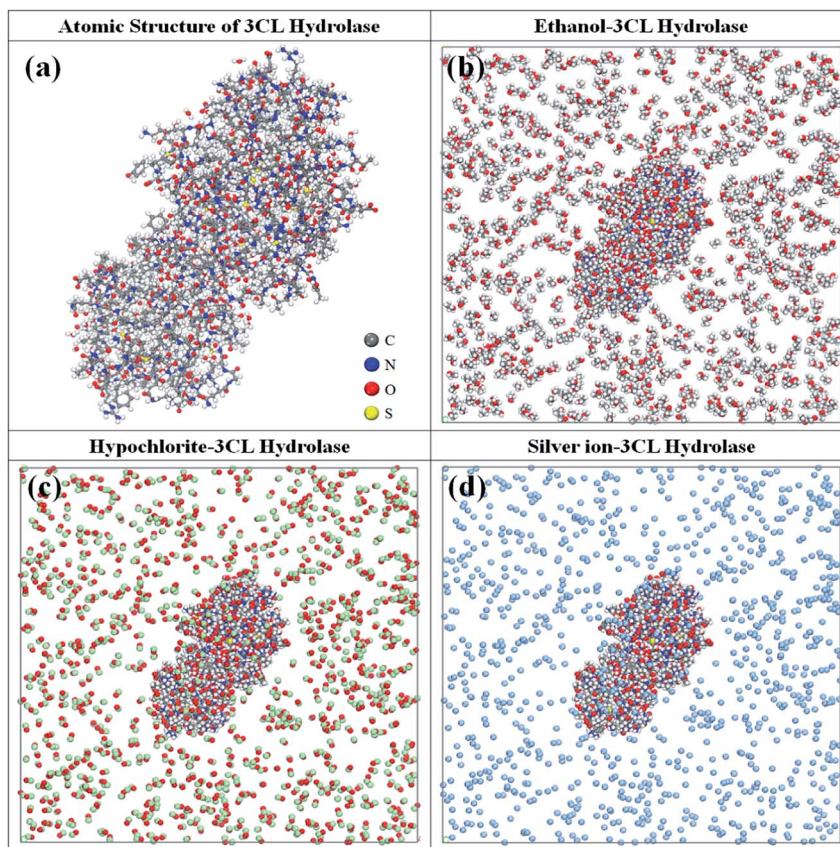 Atomic Structure of 3CL Hydrolase
Ethanol-3CL Hydrolase
(a)
(b)
C
N
O
S
Hypochlorite-3CL Hydrolase
Silver ion-3CL Hydrolase
(c)
(d)